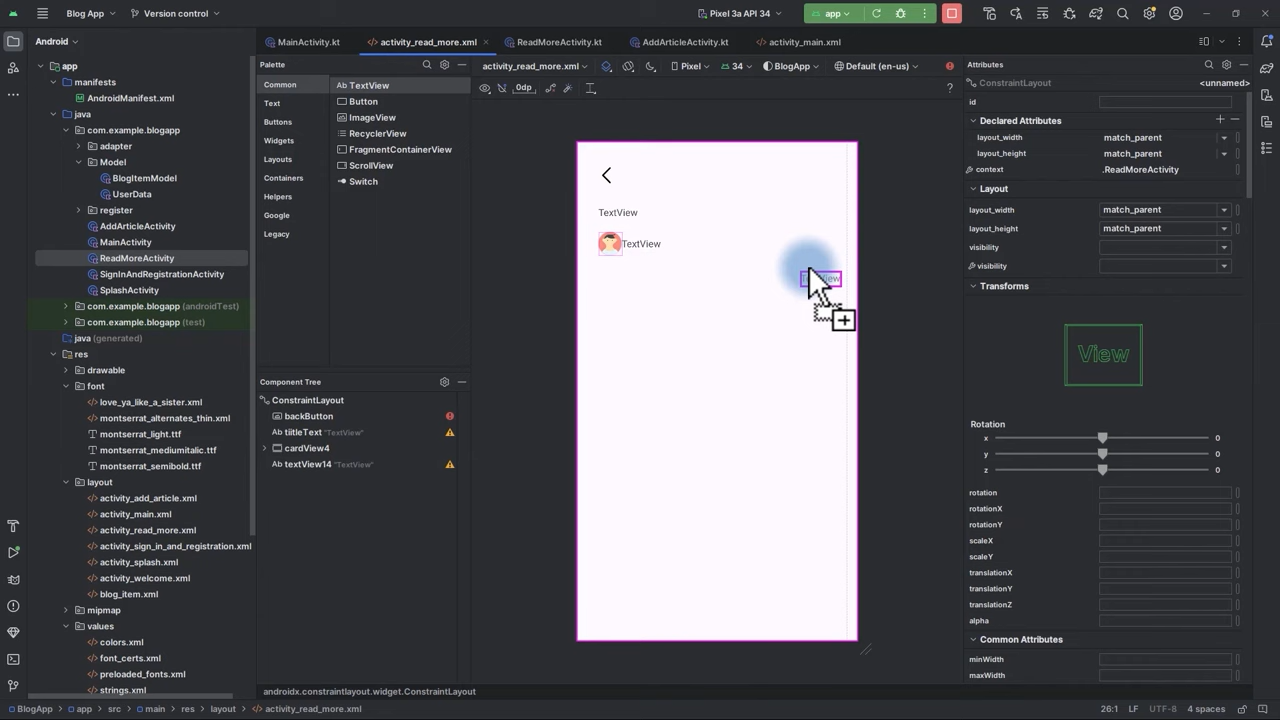 Blog App
Version control
Pixel 3a API 34
app
Android
MainActivity.kt
activity_read_more.xml
ReadMoreActivity.kt
AddArticleActivity.kt
activity_main.xml
app
manifests
AndroidManifest.xml
java
com.example.blogapp
adapter
Model
BlogItemModel
UserData
register
AddArticleActivity
MainActivity
ReadMoreActivity
SignInAndRegistrationActivity
SplashActivity
com.example.blogapp (androidTest)
com.example.blogapp (test)
java (generated)
res
drawable
font
love_ya_like_a_sister.xml
montserrat_alternates_thin.xml
montserrat_light.ttf
montserrat_mediumitalic.ttf
montserrat_semibold.ttf
layout
activity_add_article.xml
activity_main.xml
activity_read_more.xml
activity_sign_in_and_registration.xml
activity_splash.xml
activity_welcome.xml
blog_item.xml
mipmap
values
colors.xml
font_certs.xml
preloaded_fonts.xml
strings.xml
Palette
Common
Text
Buttons
Widgets
Layouts
Containers
Helpers
Google
Legacy
Ab TextView
Button
ImageView
RecyclerView
FragmentContainerView
ScrollView
Switch
Component Tree
ConstraintLayout
backButton
Ab tiitleText "TextView"
cardView4
Ab textView14 "TextView"
activity_read_more.xml
Pixel
34
BlogApp
Default (en-us)
0dp
TextView
TextView
Attributes
ConstraintLayout
<unnamed>
id
Declared Attributes
layout_width match_parent
layout_height match_parent
context .ReadMoreActivity
Layout
layout_width match_parent
layout_height match_parent
visibility
visibility
Transforms
View
Rotation
x 0
y 0
z 0
rotation
rotationX
rotationY
scaleX
scaleY
translationX
translationY
translationZ
alpha
Common Attributes
minWidth
maxWidth
androidx.constraintlayout.widget.ConstraintLayout
BlogApp
app
src
main
res
layout
activity_read_more.xml
26:1
LF
UTF-8
4 spaces